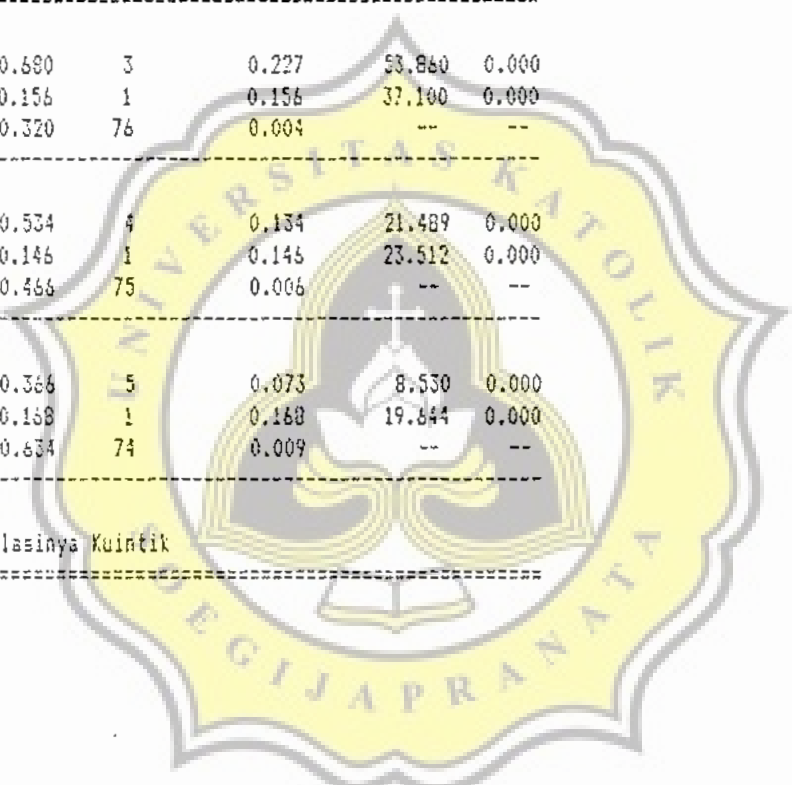 0.680 3 0.227 53.860 0.000
0.156 1 0.156 37.100 0.000
0.320 76 0.004 -- --
0.534 4 0.134 21.489 0.000
0.146 1 0.146 23.512 0.000
0.466 75 0.006 -- --
0.366 5 0.073 8.530 0.000
0.168 1 0.168 19.644 0.000
0.634 74 0.009 -- --
lasinya Kuintik
UNIVERSITAS KATOLIK
SOEGIJAPRANATA